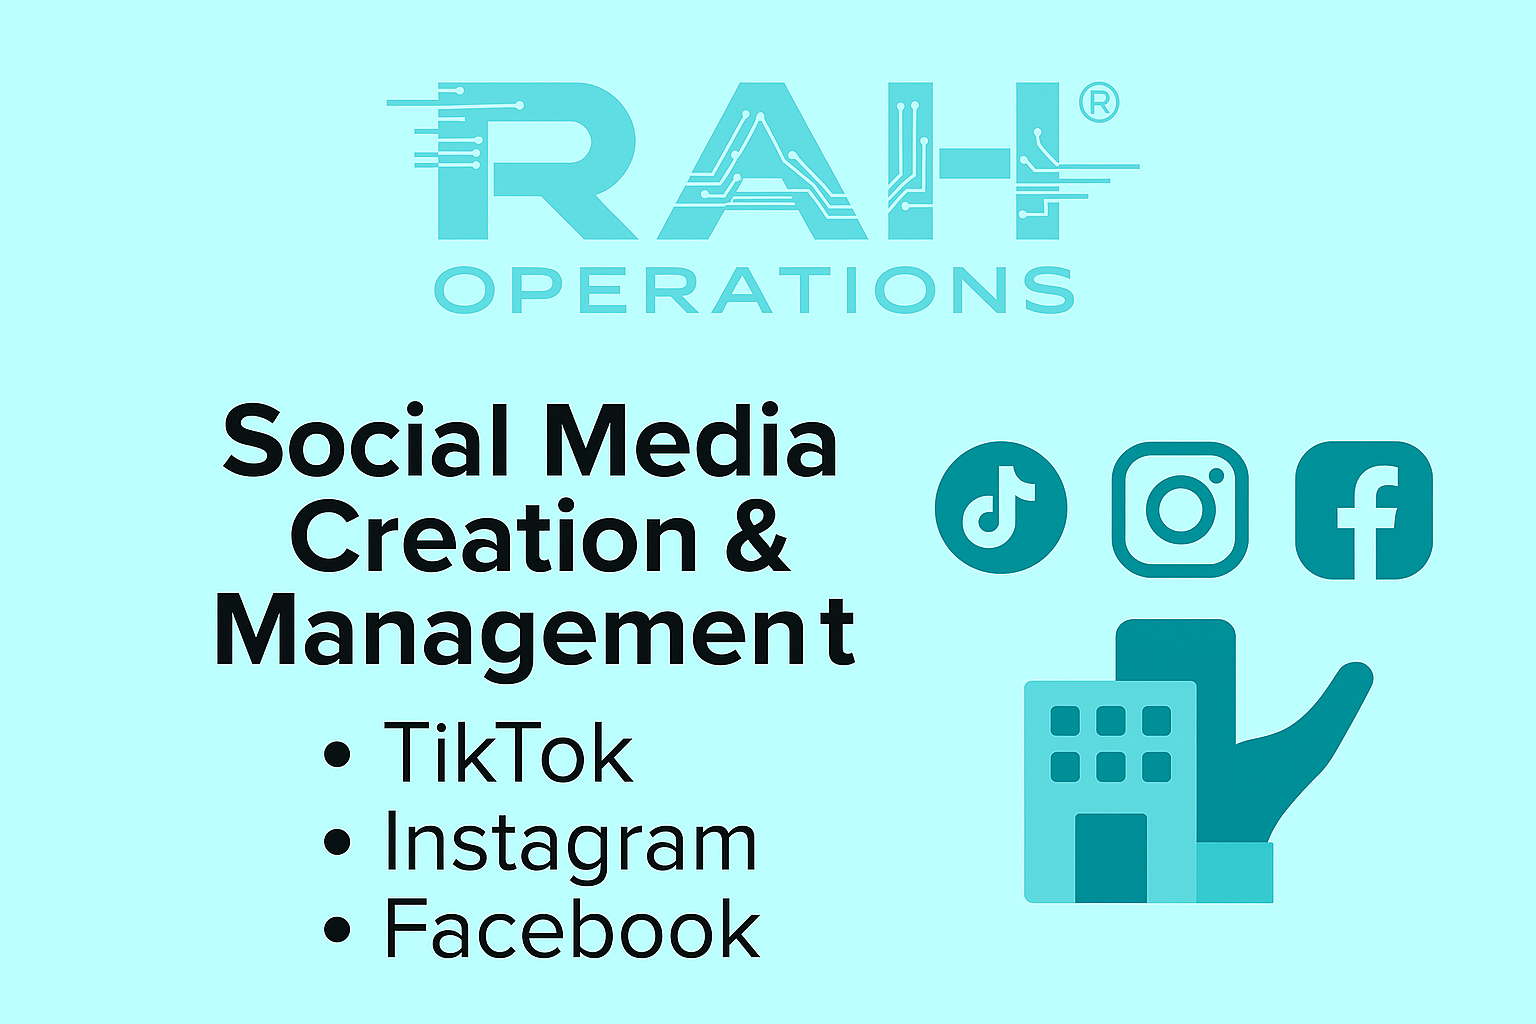 RAH®
OPERATIONS
Social Media
Creation &
Management
• TikTok
• Instagram
• Facebook